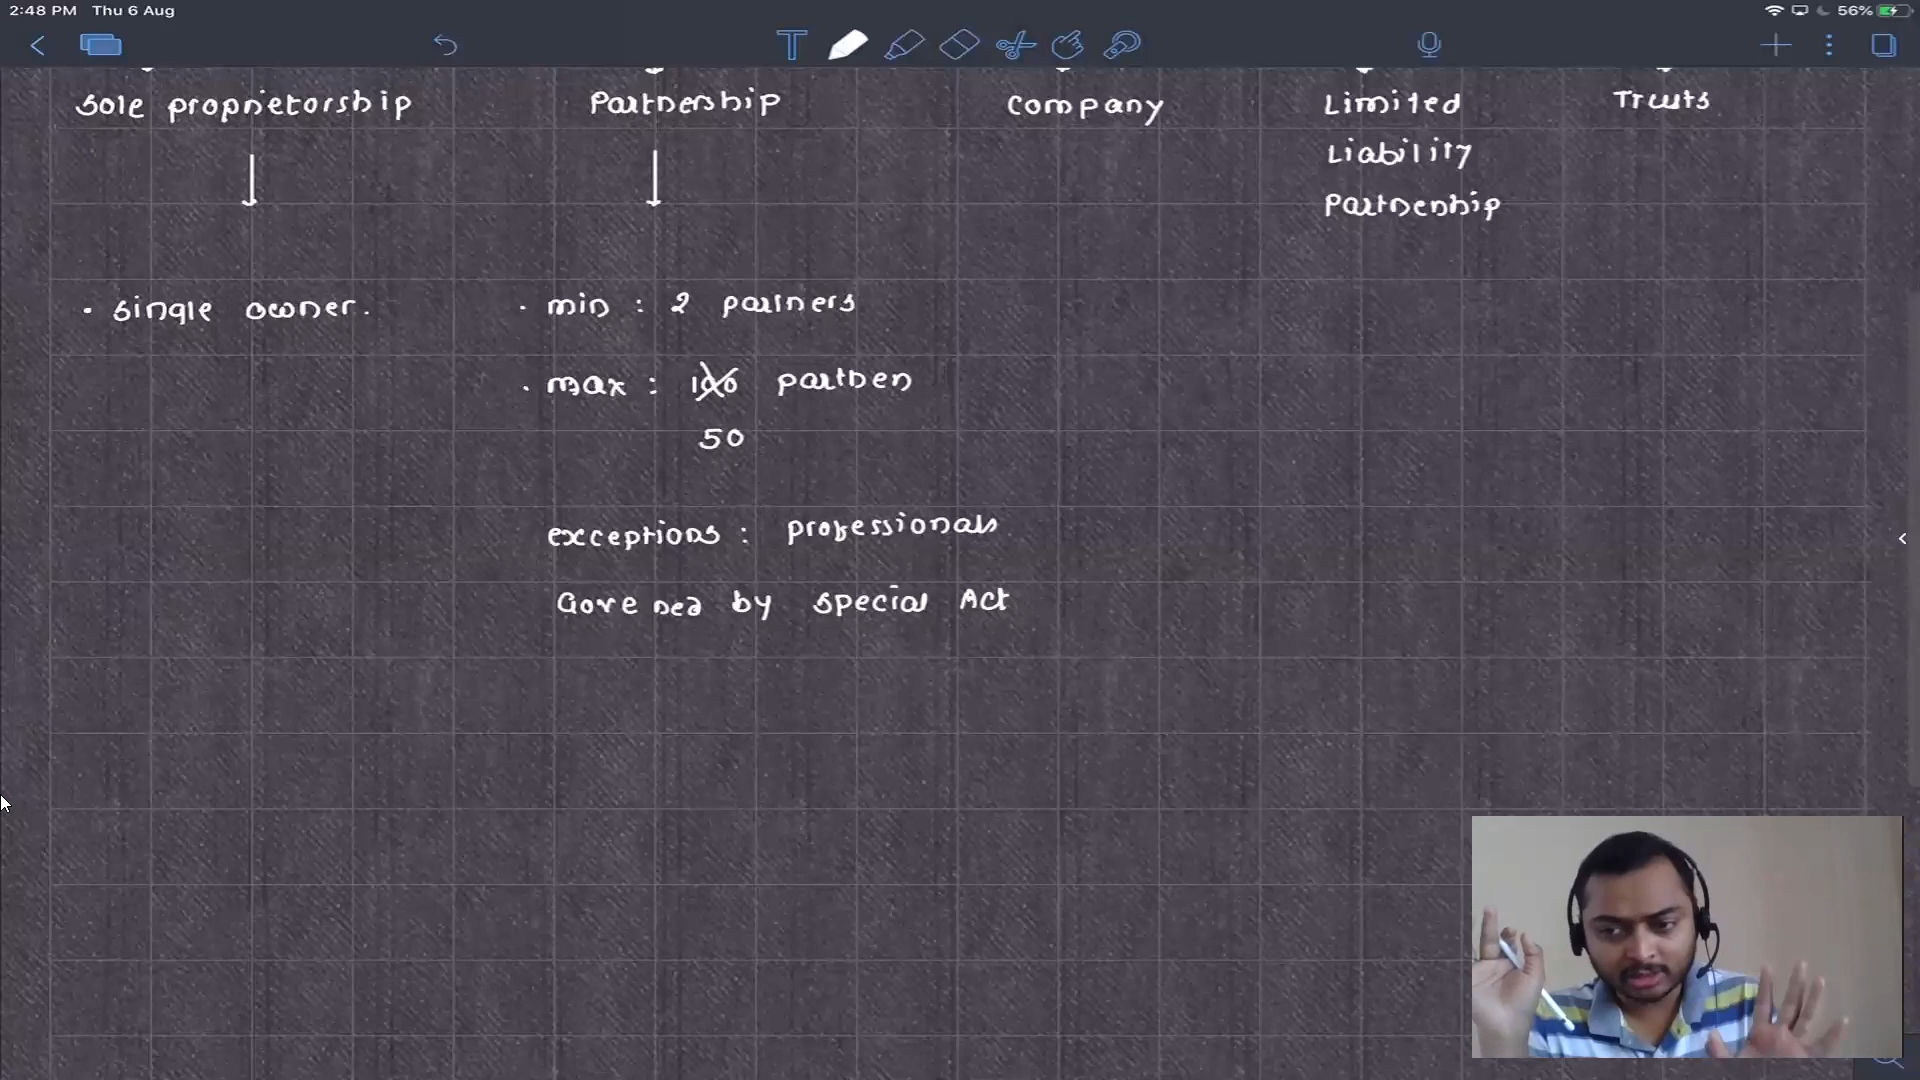 2:48 PM Thu 6 Aug 56%
T
Sole proprietorship
Partnership
Company
Limited
Liability
Partnership
Trusts
. single owner.
. min : 2 partners
. max : 100 partner
50
exceptions : professionals
Governed by special Act